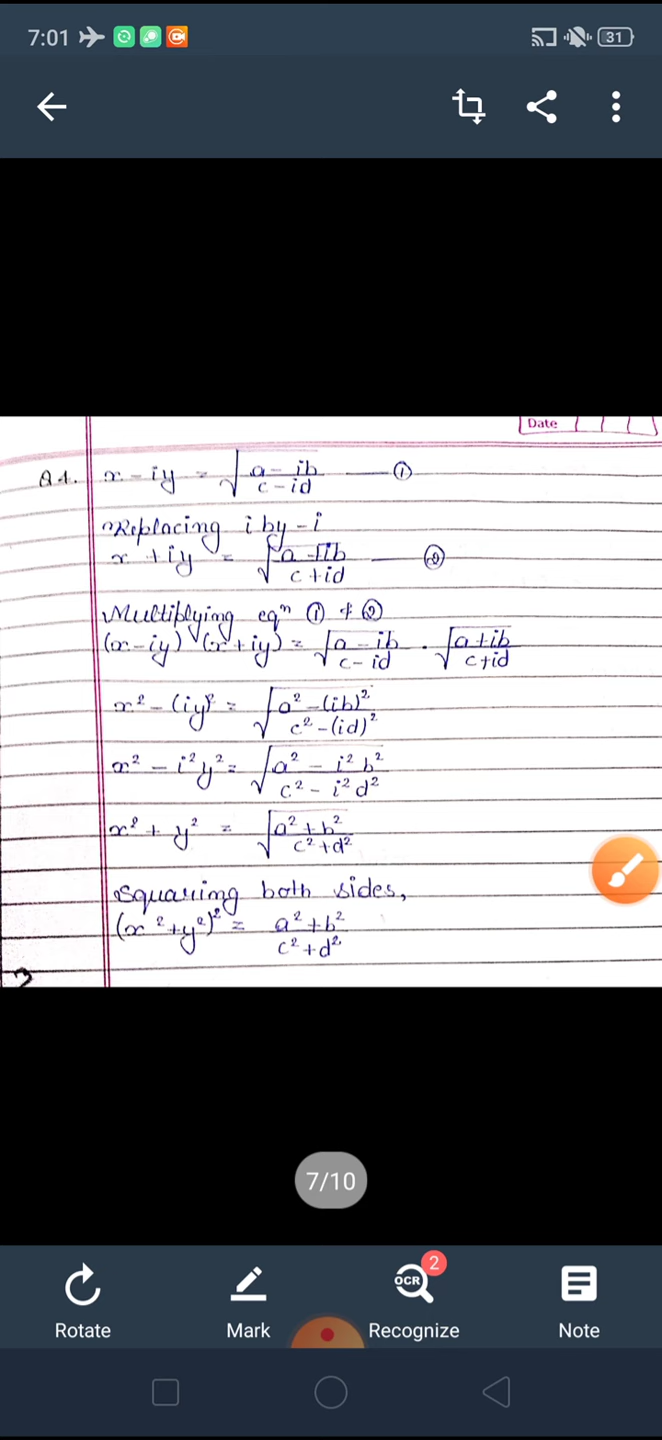 7:01
31
Date
Q1. x - iy = √(a - ib / c - id) — ①
Replacing i by -i
x + iy = √(a - ib / c + id) — ②
Multiplying eqⁿ ① & ②
(x - iy) (x + iy) = √(a - ib / c - id) . √(a + ib / c + id)
x² - (iy)² = √(a² - (ib)² / c² - (id)²)
x² - i²y² = √(a² - i²b² / c² - i²d²)
x² + y² = √(a² + b² / c² + d²)
Squaring both sides,
(x² + y²)² = a² + b² / c² + d²
7/10
OCR
2
Rotate
Mark
Recognize
Note